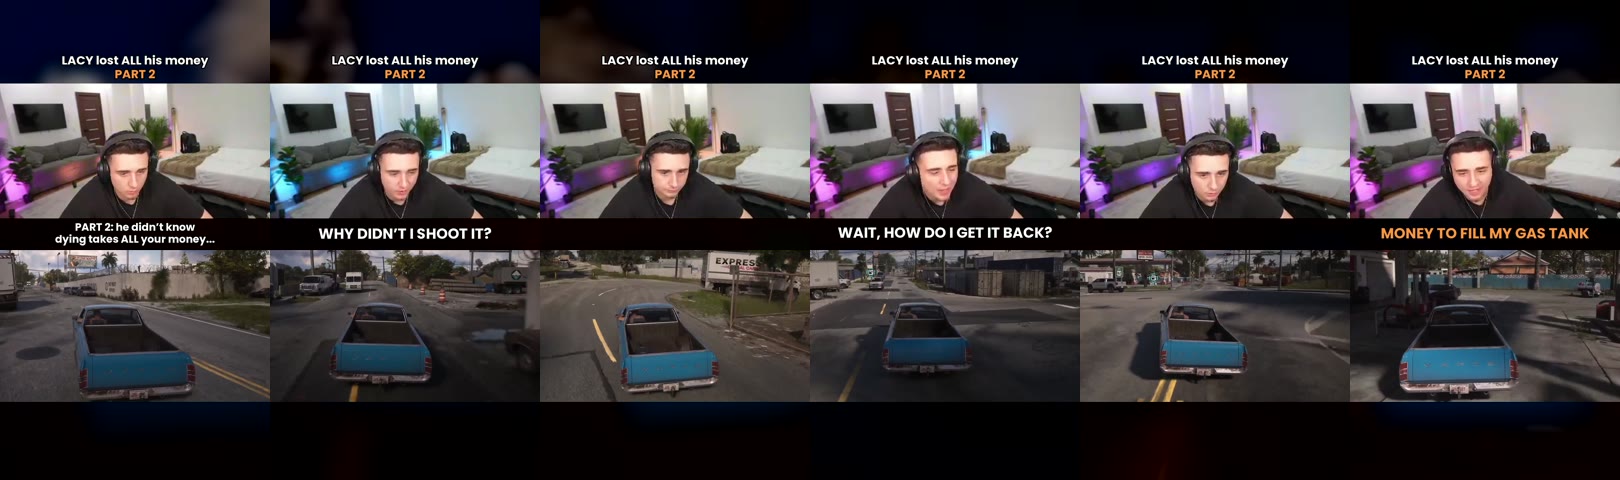 LACY lost ALL his money
PART 2
LACY lost ALL his money
PART 2
LACY lost ALL his money
PART 2
LACY lost ALL his money
PART 2
LACY lost ALL his money
PART 2
LACY lost ALL his money
PART 2
PART 2: he didn't know
dying takes ALL your money...
WHY DIDN'T I SHOOT IT?
WAIT, HOW DO I GET IT BACK?
MONEY TO FILL MY GAS TANK
EXPRESS